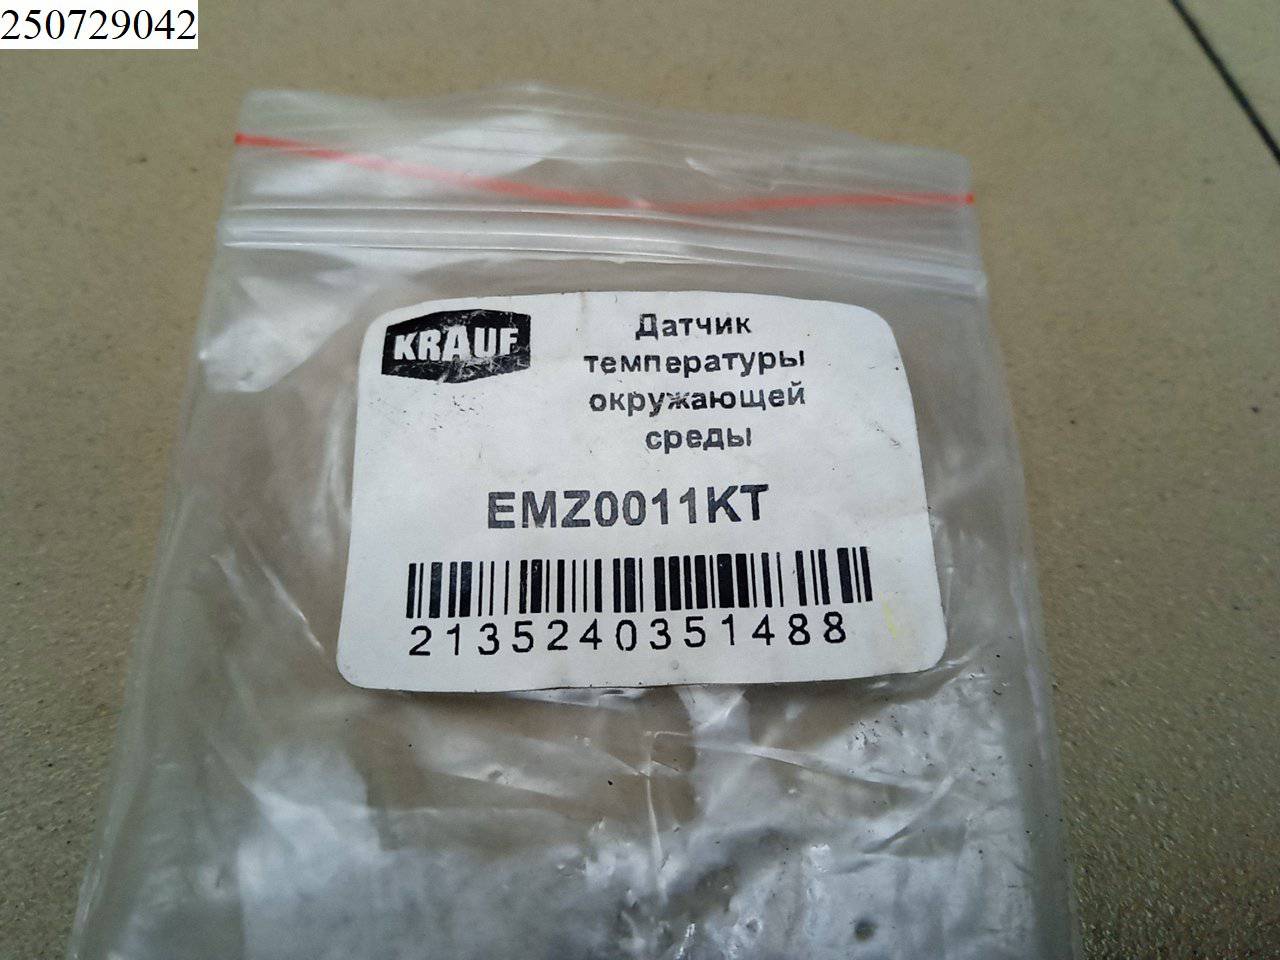 250729042
KRAUF
Датчик
температуры
окружающей
среды
EMZ0011KT
2135240351488